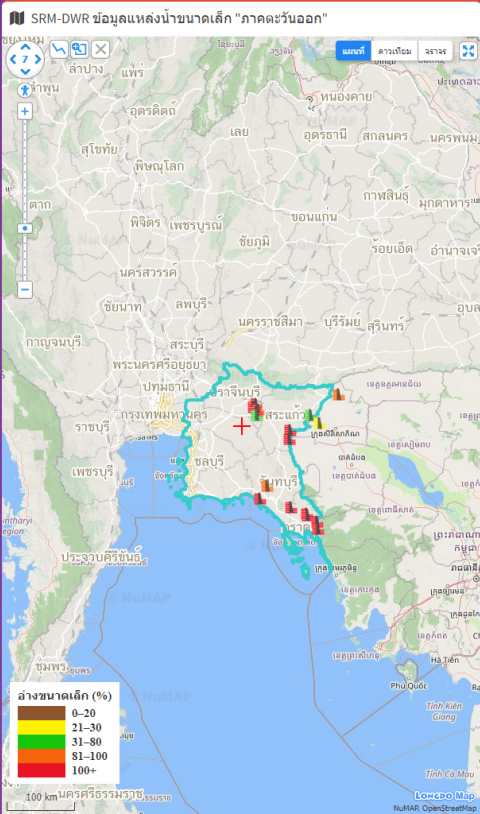 SRM-DWR ข้อมูลแหล่งน้ำขนาดเล็ก "ภาคตะวันออก"
แผนที่ ดาวเทียม จราจร
7
ลำปาง
แพร่
หนองคาย
อุตรดิตถ์
เลย
อุดรธานี
สกลนคร
นครพนม
สุโขทัย
พิษณุโลก
ตาก
กาฬสินธุ์
มุกดาหาร
พิจิตร
เพชรบูรณ์
ขอนแก่น
ชัยภูมิ
ร้อยเอ็ด
อำนาจเจริ
นครสวรรค์
ชัยนาท
ลพบุรี
นครราชสีมา
บุรีรัมย์
สุรินทร์
สระบุรี
กาญจนบุรี
พระนครศรีอยุธยา
ปทุมธานี
ราจีนบุรี
กรุงเทพมหานคร
สระแก้ว
ราชบุรี
ชลบุรี
เพชรบุรี
จันทบุรี
ตราด
ประจวบคีรีขันธ์
ชุมพร
Hà Tiên
Phú Quốc
Tỉnh Kiên
Giang
Tỉnh Cà Mau
อ่างขนาดเล็ก (%)
0–20
21–30
31–80
81–100
100+
100 km
นครศรีธรรมราช
© NuMAP
LONGDO Map
NuMAP, OpenStreetMap